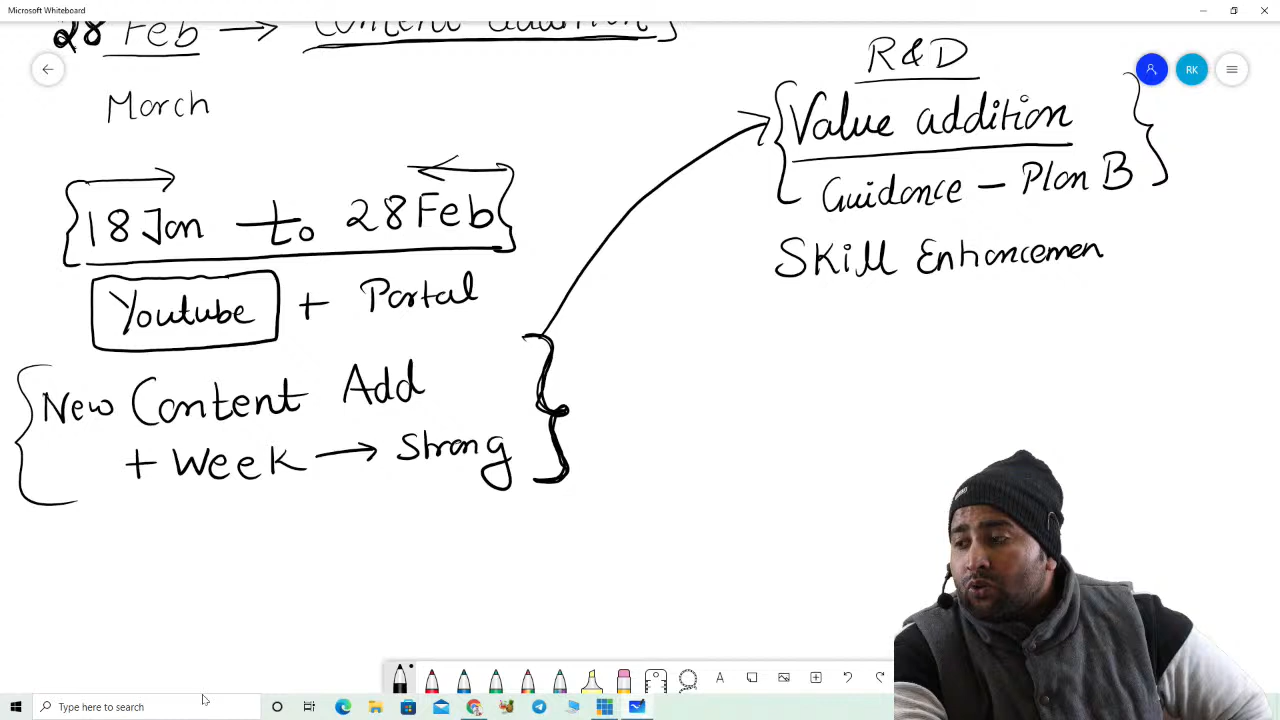 Microsoft Whiteboard
28 Feb → Content addition
March
18 Jan to 28 Feb
Youtube + Portal
New Content Add
+ Week → Strong
R&D
Value addition
Guidance - Plan B
Skill Enhancemen
RK
Type here to search